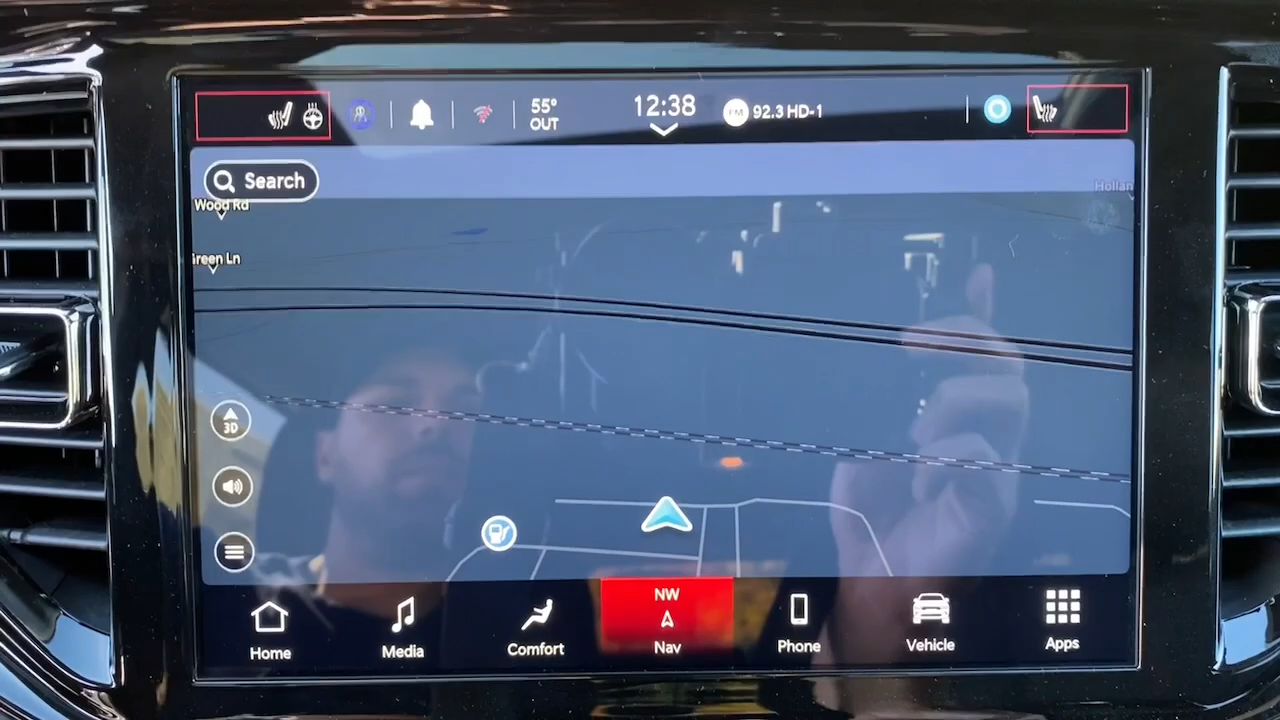 55°
OUT
12:38
FM
92.3 HD-1
Search
Wood Rd
Hollan
Green Ln
3D
NW
Home
Media
Comfort
Nav
Phone
Vehicle
Apps